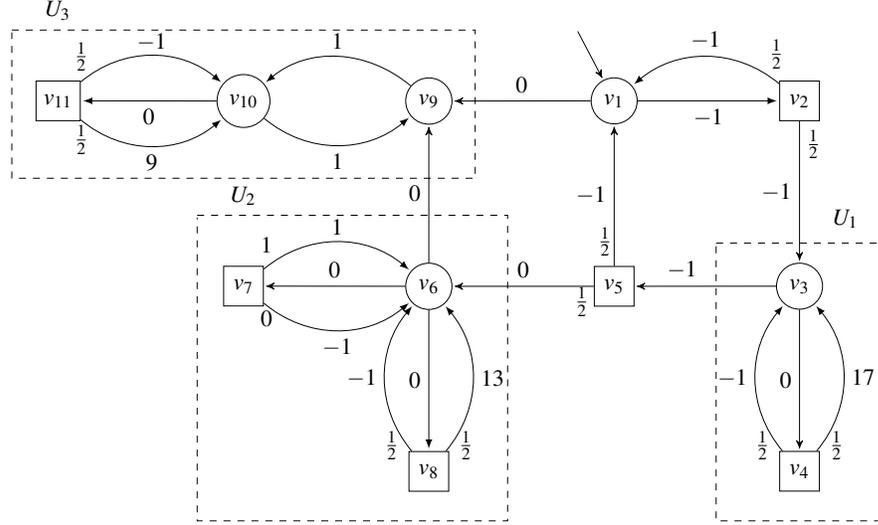 U₃
½ −1 1 −1 ½
v₁₁ v₁₀ v₉ 0 v₁ v₂
0 −1
½ 9 1 ½
U₂ 0 −1 −1 U₁
1 1 ½
v₇ 0 v₆ 0 v₅ −1 v₃
0 −1 ½
−1 0 13 −1 0 17
½ ½ ½ ½
v₈ v₄